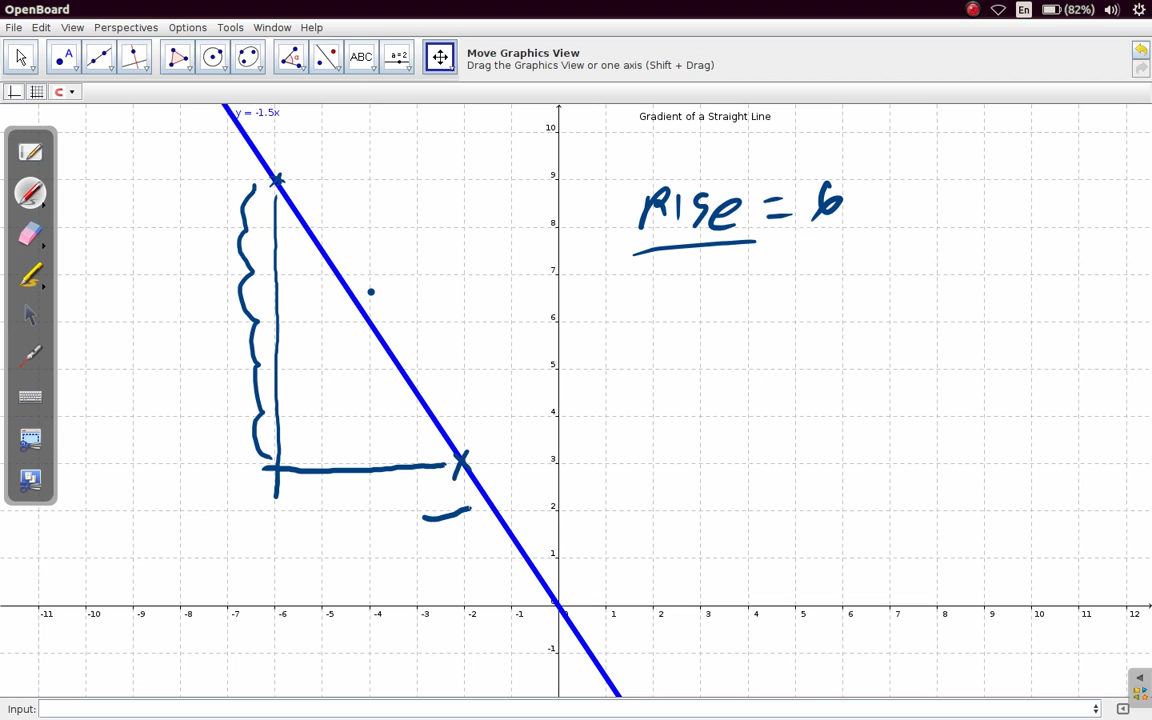 OpenBoard
En (82%)
File Edit View Perspectives Options Tools Window Help
A α ABC a=2
Move Graphics View
Drag the Graphics View or one axis (Shift + Drag)
y = -1.5x
Gradient of a Straight Line
RISe = 6
10
9
8
7
6
5
4
3
2
1
0
-11 -10 -9 -8 -7 -6 -5 -4 -3 -2 -1 0 1 2 3 4 5 6 7 8 9 10 11 12
-1
Input: